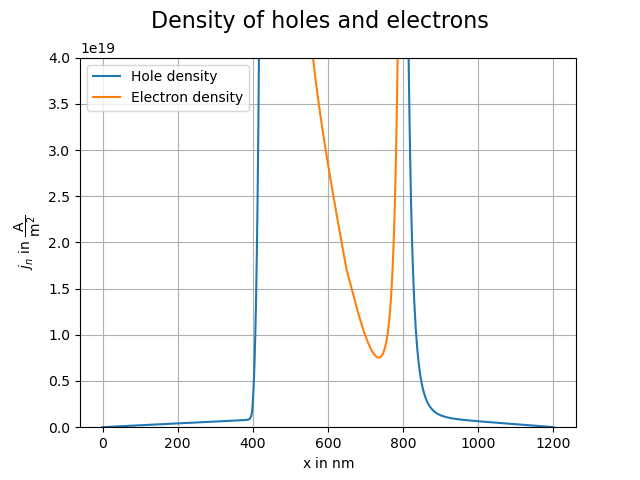 Density of holes and electrons
1e19
Hole density
Electron density
4.0
3.5
3.0
2.5
2.0
1.5
1.0
0.5
0.0
j_n in A/m^2
0 200 400 600 800 1000 1200
x in nm